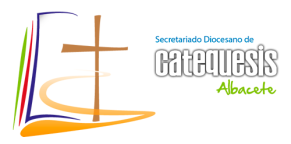 Secretariado Diocesano de
catequesis
Albacete